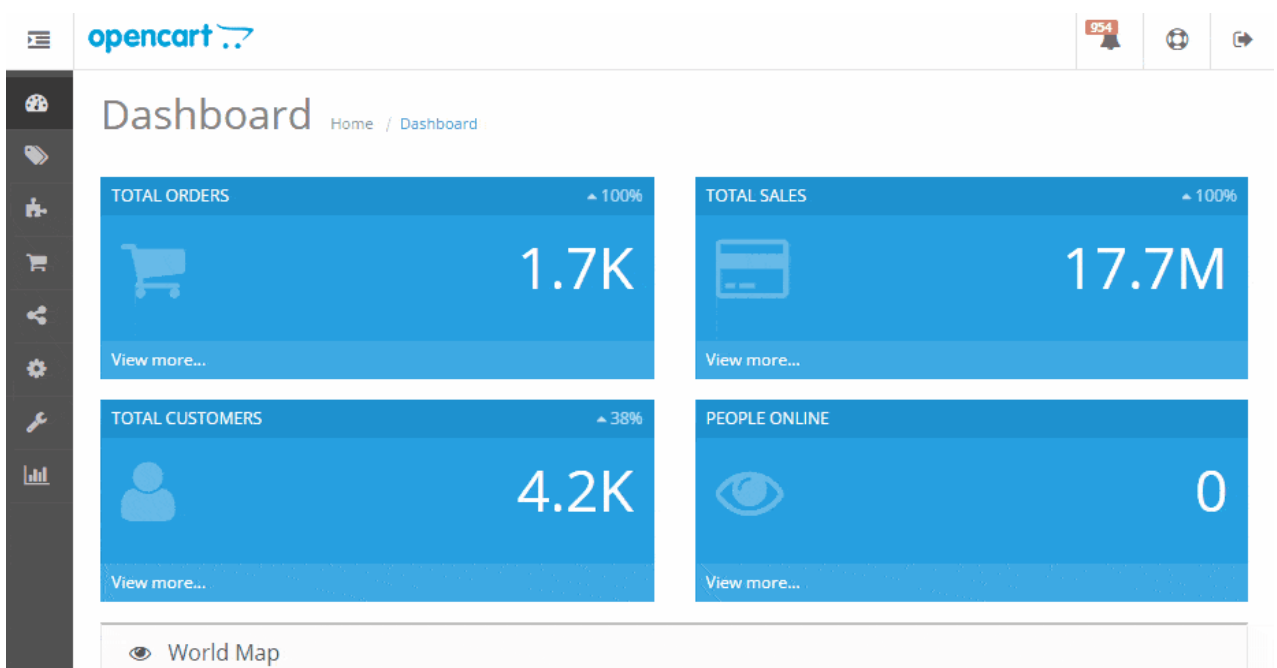 opencart
954
Dashboard Home / Dashboard
TOTAL ORDERS 100%
1.7K
View more...
TOTAL SALES 100%
17.7M
View more...
TOTAL CUSTOMERS 38%
4.2K
View more...
PEOPLE ONLINE
0
View more...
World Map